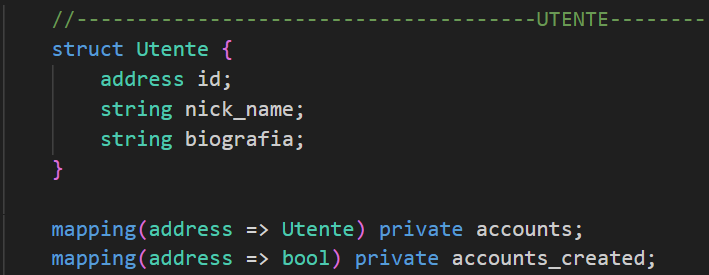 //--------------------------------------UTENTE--------
struct Utente {
address id;
string nick_name;
string biografia;
}
mapping(address => Utente) private accounts;
mapping(address => bool) private accounts_created;